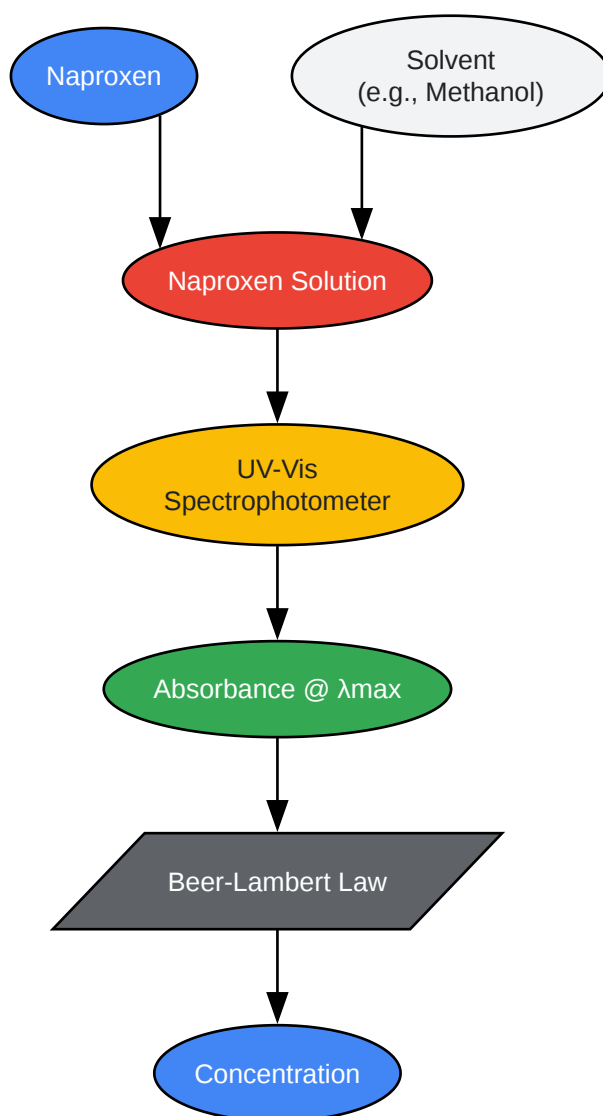 Naproxen
Solvent
(e.g., Methanol)
Naproxen Solution
UV-Vis
Spectrophotometer
Absorbance @ λmax
Beer-Lambert Law
Concentration